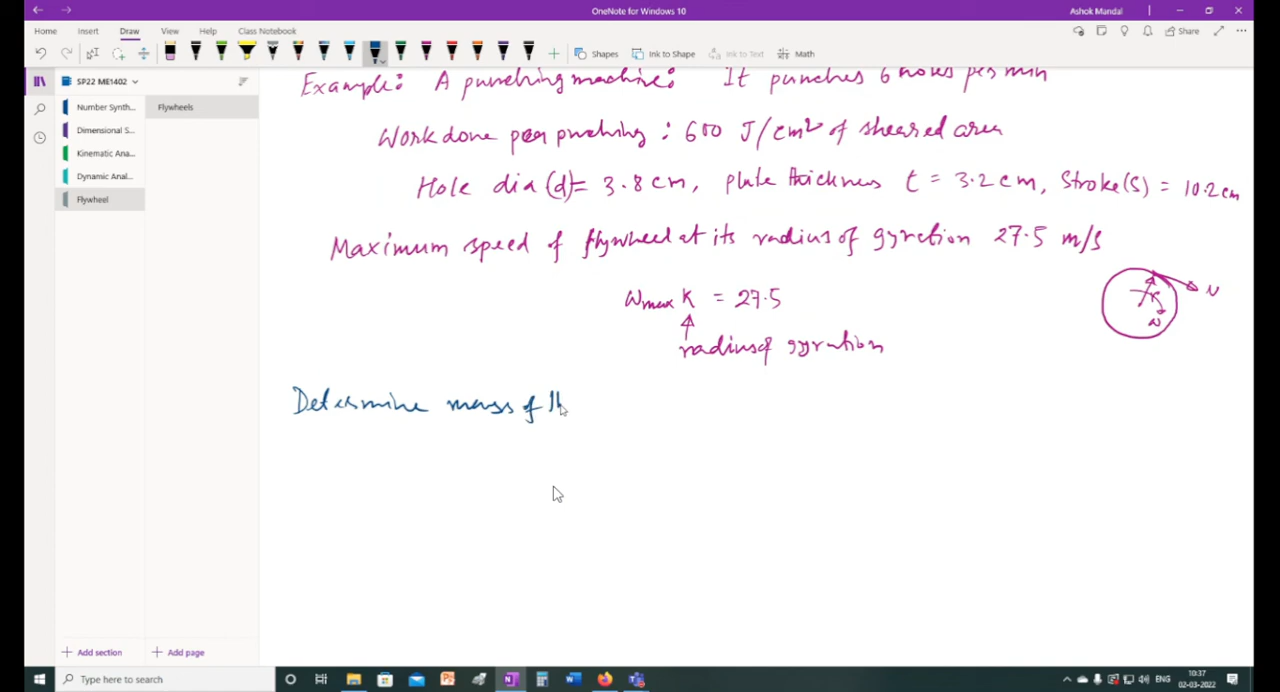 OneNote for Windows 10
Ashok Mandal
Home Insert Draw View Help Class Notebook
Share
Shapes Ink to Shape Ink to Text Math
SP22 ME1402
Number Synth...
Dimensional S...
Kinematic Ana...
Dynamic Anal...
Flywheel
Flywheels
Example: A punching machine: It punches 6 holes per min
Work done per punching : 600 J/cm² of sheared area
Hole dia (d) = 3.8 cm, plate thickness t = 3.2 cm, Stroke(S) = 10.2 cm
Maximum speed of flywheel at its radius of gyration 27.5 m/s
ω max K = 27.5
radius of gyration
Determine mass of
Add section
Add page
Type here to search
ENG
10:37
02-03-2022